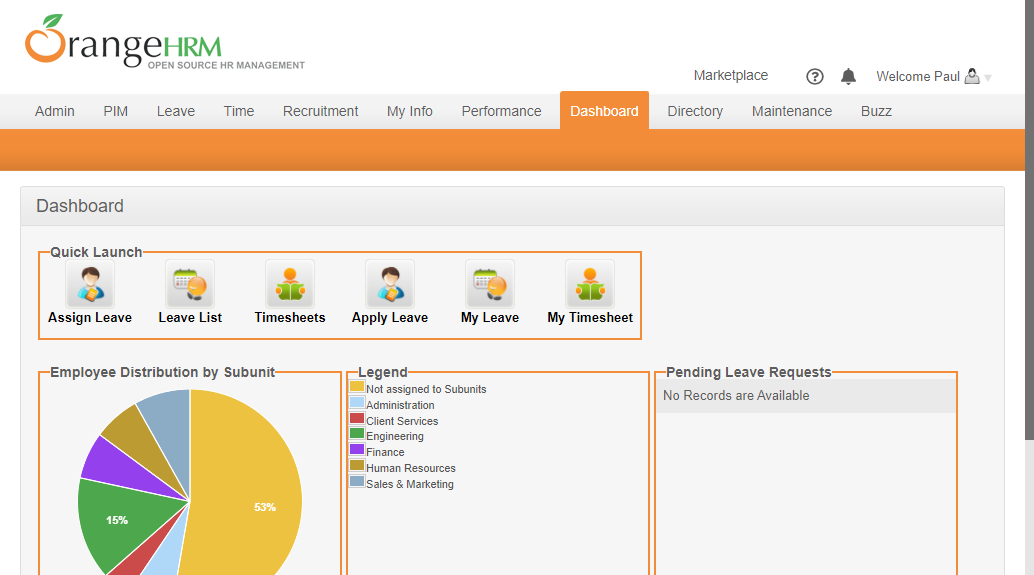 OrangeHRM
OPEN SOURCE HR MANAGEMENT
Marketplace ? Welcome Paul
Admin PIM Leave Time Recruitment My Info Performance Dashboard Directory Maintenance Buzz
Dashboard
Quick Launch
Assign Leave Leave List Timesheets Apply Leave My Leave My Timesheet
Employee Distribution by Subunit
53%
15%
Legend
Not assigned to Subunits
Administration
Client Services
Engineering
Finance
Human Resources
Sales & Marketing
Pending Leave Requests
No Records are Available